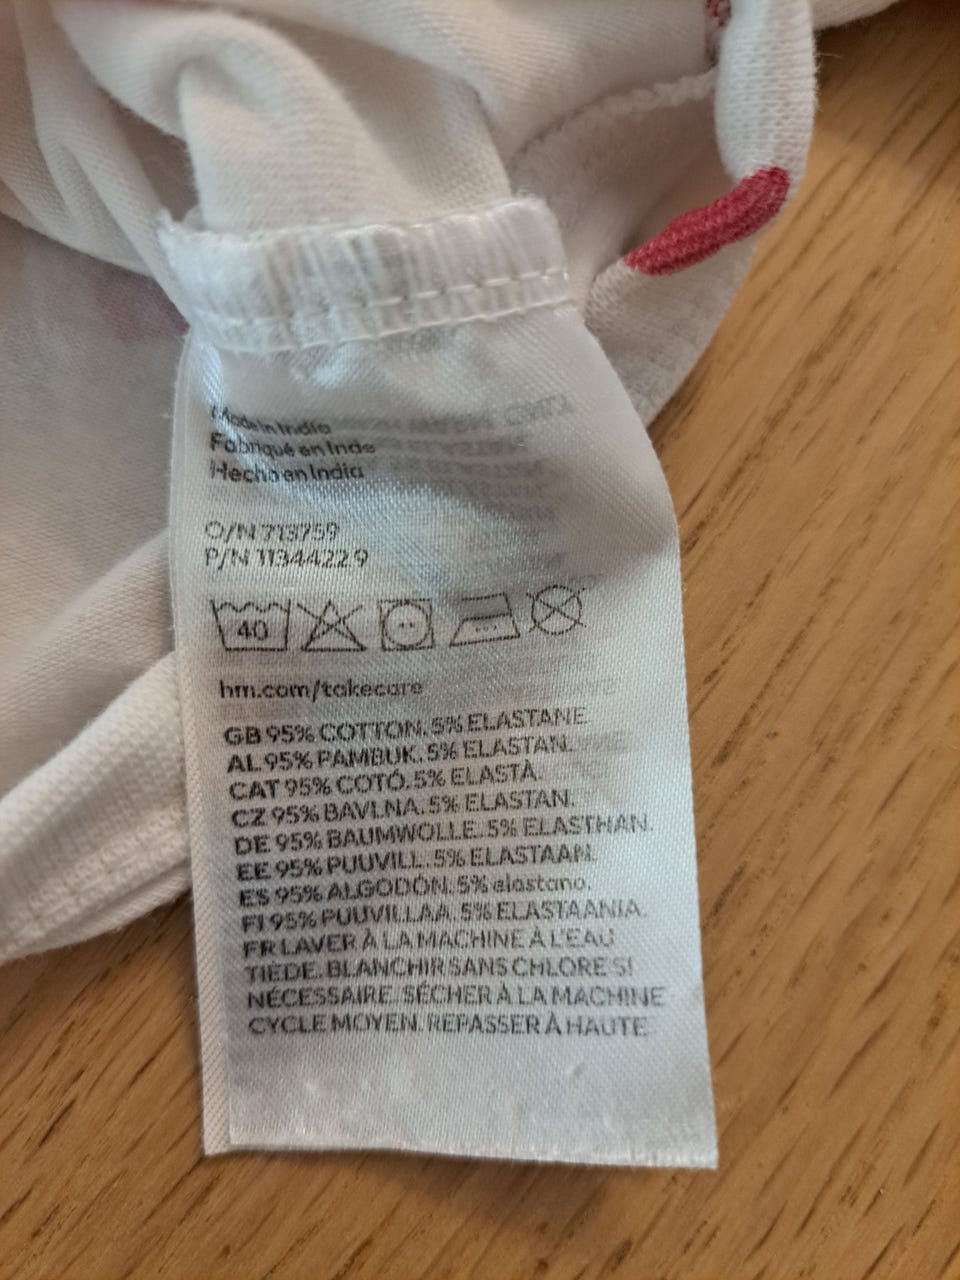 Made in India
Fabriqué en Inde
Hecho en India
O/N 713759
P/N 11344229
40
hm.com/takecare
GB 95% COTTON. 5% ELASTANE.
AL 95% PAMBUK. 5% ELASTAN.
CAT 95% COTÓ. 5% ELASTÀ.
CZ 95% BAVLNA. 5% ELASTAN.
DE 95% BAUMWOLLE. 5% ELASTHAN.
EE 95% PUUVILL. 5% ELASTAAN.
ES 95% ALGODÓN. 5% elastano.
FI 95% PUUVILLAA. 5% ELASTAANIA.
FR LAVER À LA MACHINE À L'EAU
TIÈDE. BLANCHIR SANS CHLORE SI
NÉCESSAIRE. SÉCHER À LA MACHINE
CYCLE MOYEN. REPASSER À HAUTE